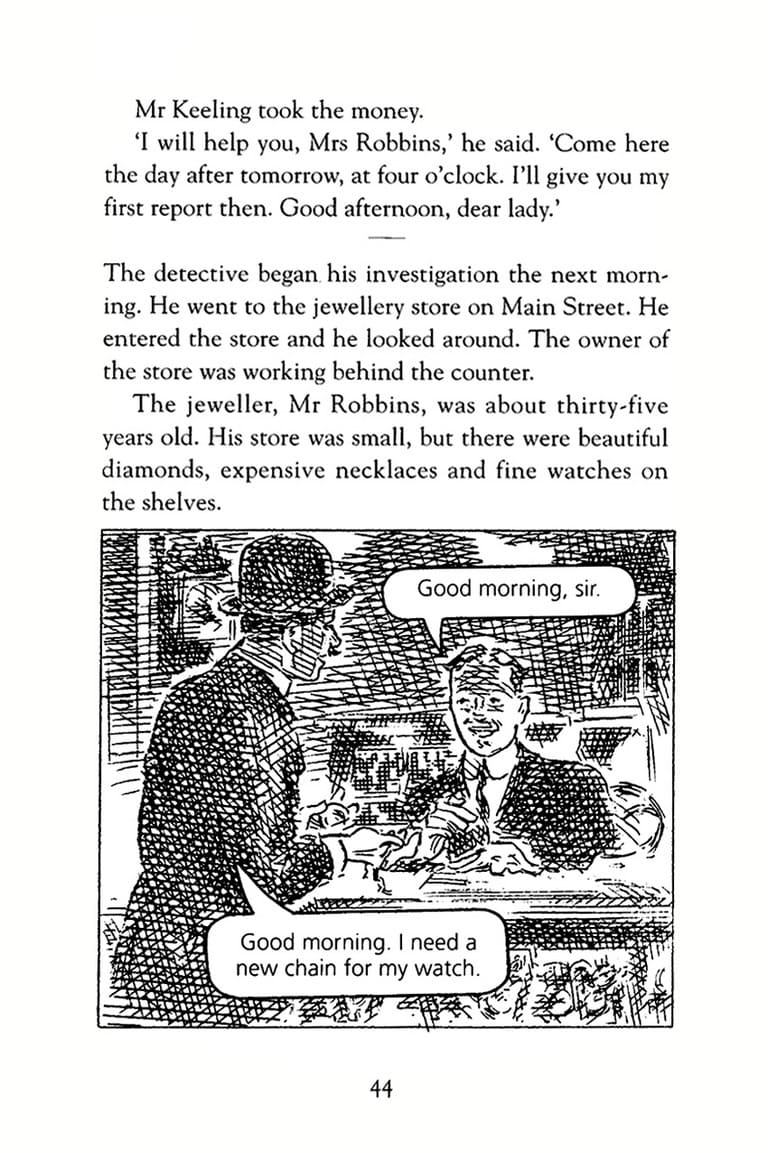 Mr Keeling took the money.
‘I will help you, Mrs Robbins,’ he said. ‘Come here
the day after tomorrow, at four o’clock. I’ll give you my
first report then. Good afternoon, dear lady.’
The detective began his investigation the next morn-
ing. He went to the jewellery store on Main Street. He
entered the store and he looked around. The owner of
the store was working behind the counter.
The jeweller, Mr Robbins, was about thirty-five
years old. His store was small, but there were beautiful
diamonds, expensive necklaces and fine watches on
the shelves.
Good morning, sir.
Good morning. I need a
new chain for my watch.
44